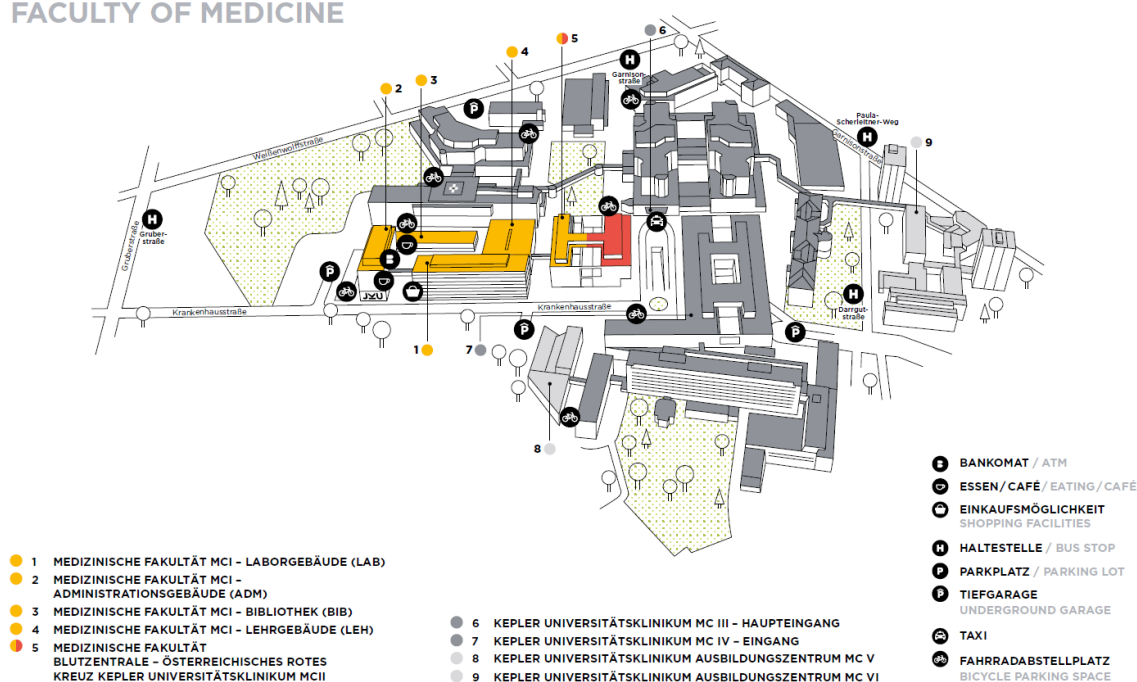 FACULTY OF MEDICINE
6
5
4
3
2
H
Garnison-
straße
Paula-
Scherleitner-Weg
H
Garnisonstraße
9
Weißenwolffstraße
P
H
Gruber-
straße
Gruberstraße
P
B
JKU
H
Darrgut-
straße
Krankenhausstraße
Krankenhausstraße
P
P
1
7
8
B BANKOMAT / ATM
ESSEN/CAFÉ/EATING/CAFÉ
EINKAUFSMÖGLICHKEIT
SHOPPING FACILITIES
H HALTESTELLE / BUS STOP
P PARKPLATZ / PARKING LOT
P TIEFGARAGE
UNDERGROUND GARAGE
TAXI
FAHRRADABSTELLPLATZ
BICYCLE PARKING SPACE
1 MEDIZINISCHE FAKULTÄT MCI – LABORGEBÄUDE (LAB)
2 MEDIZINISCHE FAKULTÄT MCI –
ADMINISTRATIONSGEBÄUDE (ADM)
3 MEDIZINISCHE FAKULTÄT MCI – BIBLIOTHEK (BIB)
4 MEDIZINISCHE FAKULTÄT MCI – LEHRGEBÄUDE (LEH)
5 MEDIZINISCHE FAKULTÄT
BLUTZENTRALE – ÖSTERREICHISCHES ROTES
KREUZ KEPLER UNIVERSITÄTSKLINIKUM MCII
6 KEPLER UNIVERSITÄTSKLINIKUM MC III – HAUPTEINGANG
7 KEPLER UNIVERSITÄTSKLINIKUM MC IV – EINGANG
8 KEPLER UNIVERSITÄTSKLINIKUM AUSBILDUNGSZENTRUM MC V
9 KEPLER UNIVERSITÄTSKLINIKUM AUSBILDUNGSZENTRUM MC VI